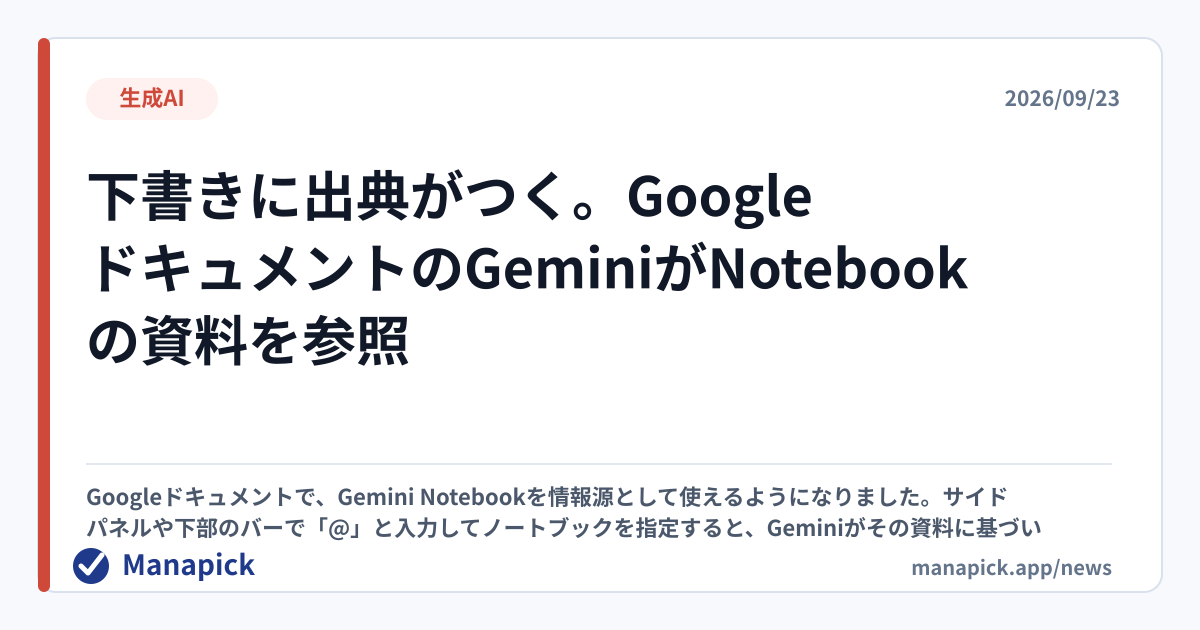 生成AI
2026/09/23
下書きに出典がつく。Google
ドキュメントのGeminiがNotebook
の資料を参照
Googleドキュメントで、Gemini Notebookを情報源として使えるようになりました。サイド
パネルや下部のバーで「@」と入力してノートブックを指定すると、Geminiがその資料に基づい
Manapick
manapick.app/news